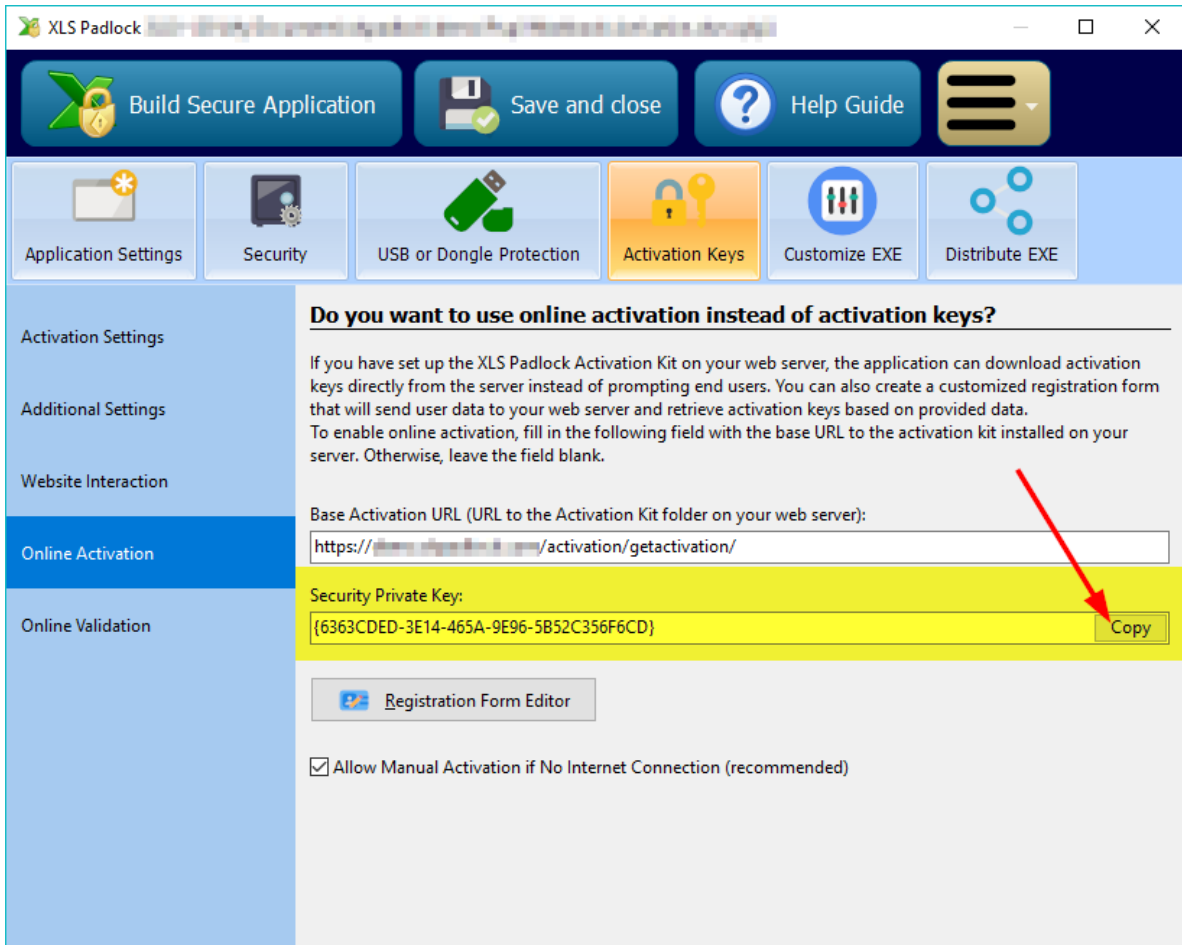 XLS Padlock
Build Secure Application
Save and close
Help Guide
Application Settings
Security
USB or Dongle Protection
Activation Keys
Customize EXE
Distribute EXE
Activation Settings
Additional Settings
Website Interaction
Online Activation
Online Validation
Do you want to use online activation instead of activation keys?
If you have set up the XLS Padlock Activation Kit on your web server, the application can download activation
keys directly from the server instead of prompting end users. You can also create a customized registration form
that will send user data to your web server and retrieve activation keys based on provided data.
To enable online activation, fill in the following field with the base URL to the activation kit installed on your
server. Otherwise, leave the field blank.
Base Activation URL (URL to the Activation Kit folder on your web server):
https:// /activation/getactivation/
Security Private Key:
{6363CDED-3E14-465A-9E96-5B52C356F6CD}
Copy
Registration Form Editor
Allow Manual Activation if No Internet Connection (recommended)